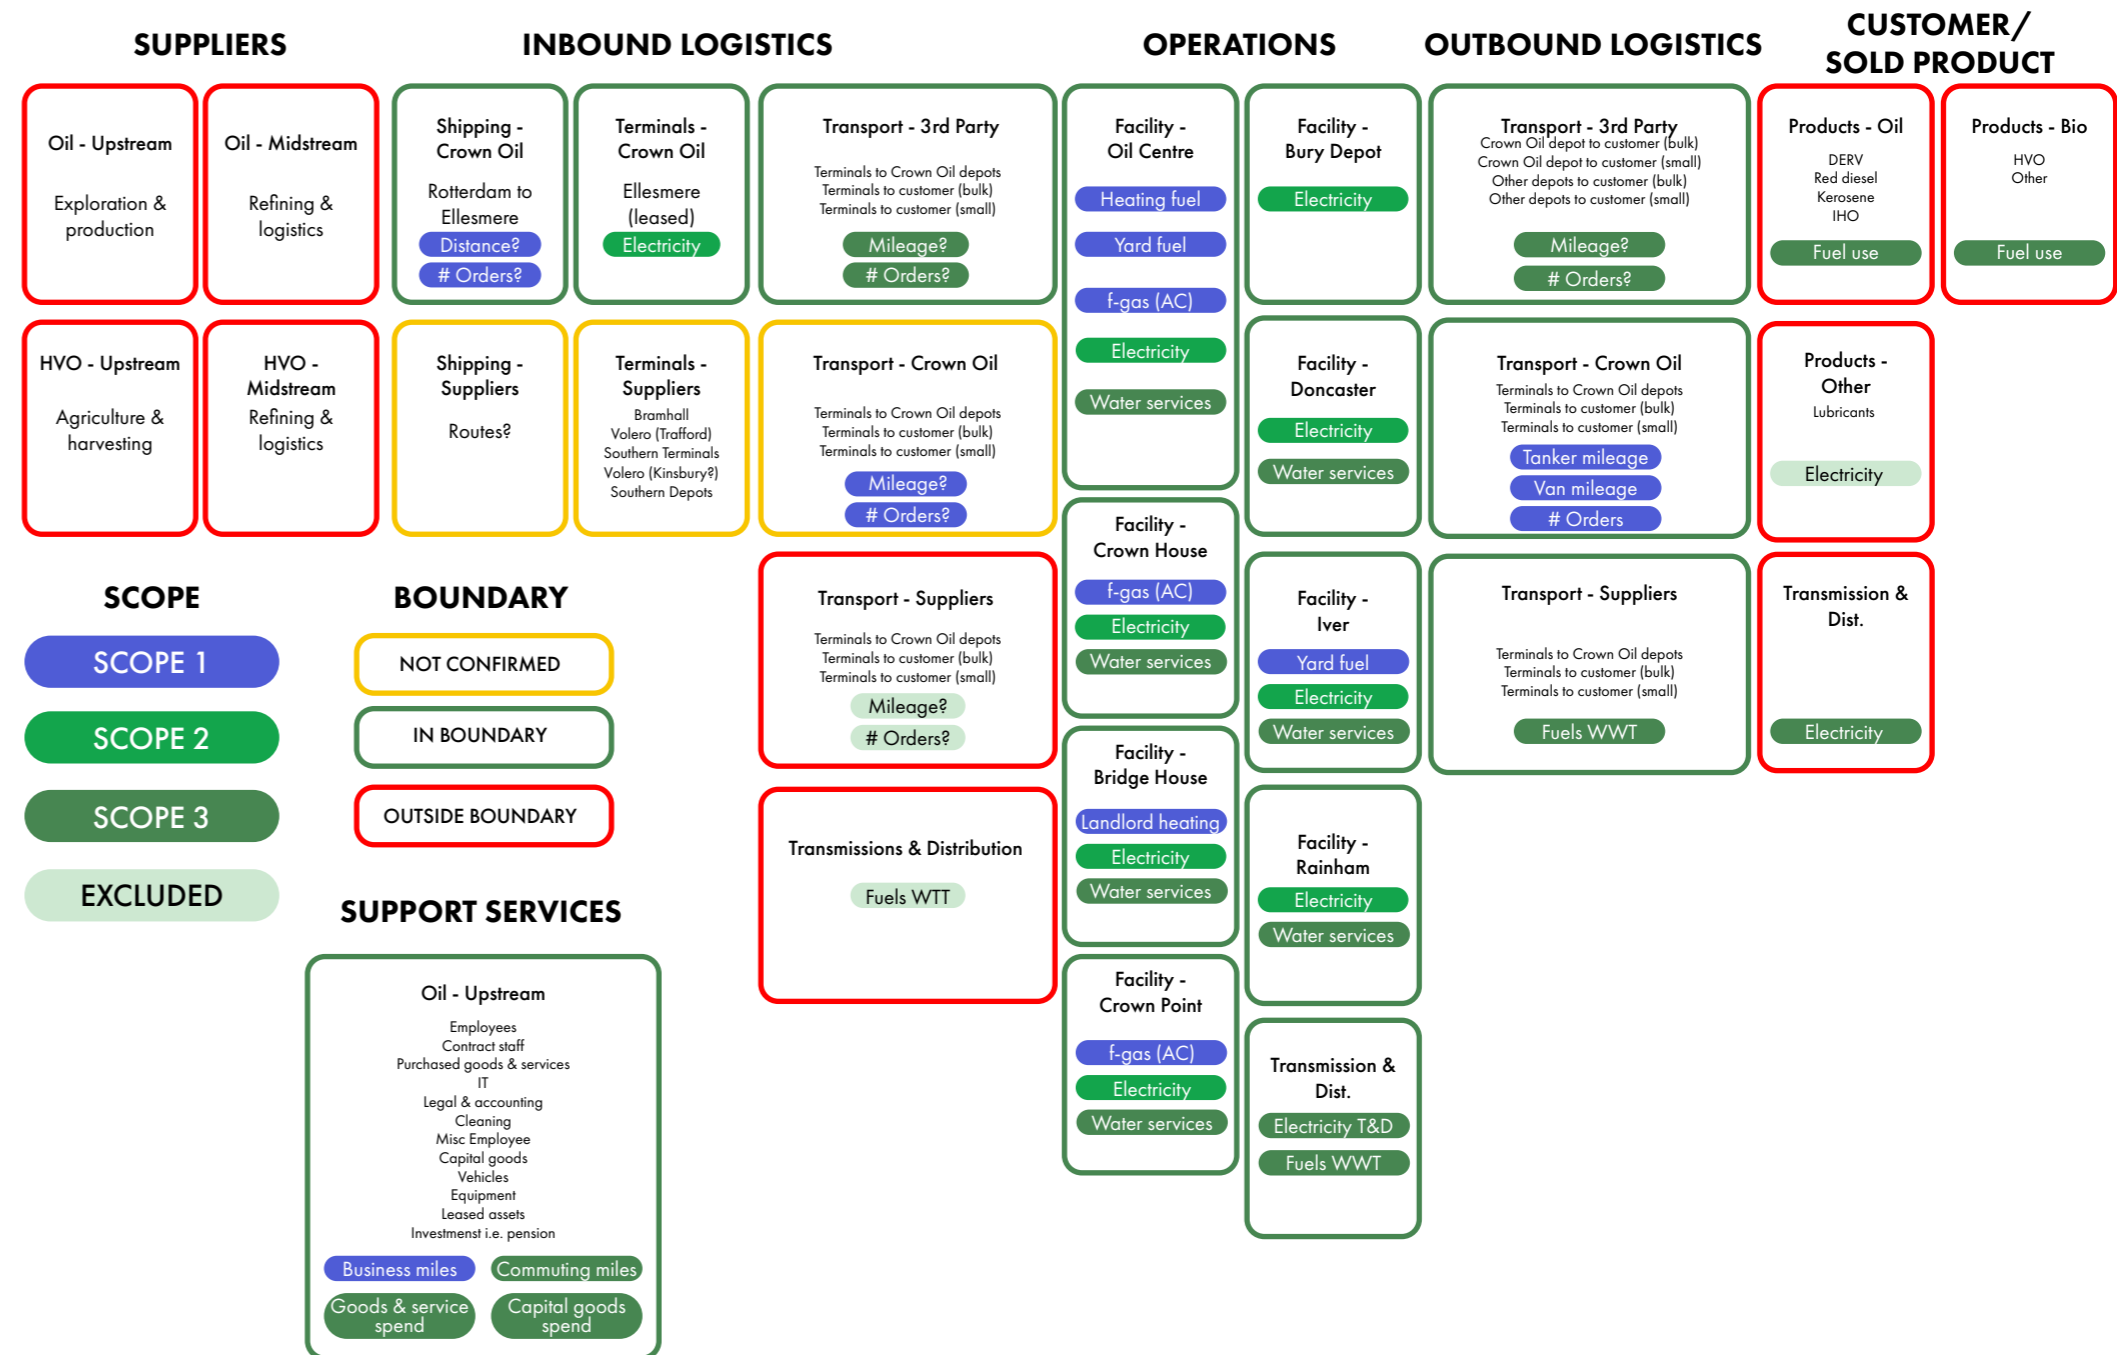 SUPPLIERS
INBOUND LOGISTICS
OPERATIONS
OUTBOUND LOGISTICS
CUSTOMER/
SOLD PRODUCT
Oil - Upstream
Exploration &
production
Oil - Midstream
Refining &
logistics
Shipping -
Crown Oil
Rotterdam to
Ellesmere
Distance?
# Orders?
Terminals -
Crown Oil
Ellesmere
(leased)
Electricity
Transport - 3rd Party
Terminals to Crown Oil depots
Terminals to customer (bulk)
Terminals to customer (small)
Mileage?
# Orders?
Facility -
Oil Centre
Heating fuel
Yard fuel
f-gas (AC)
Electricity
Water services
Facility -
Bury Depot
Electricity
Transport - 3rd Party
Crown Oil depot to customer (bulk)
Crown Oil depot to customer (small)
Other depots to customer (bulk)
Other depots to customer (small)
Mileage?
# Orders?
Products - Oil
DERV
Red diesel
Kerosene
IHO
Fuel use
Products - Bio
HVO
Other
Fuel use
HVO - Upstream
Agriculture &
harvesting
HVO -
Midstream
Refining &
logistics
Shipping -
Suppliers
Routes?
Terminals -
Suppliers
Bramhall
Volero (Trafford)
Southern Terminals
Volero (Kinsbury?)
Southern Depots
Transport - Crown Oil
Terminals to Crown Oil depots
Terminals to customer (bulk)
Terminals to customer (small)
Mileage?
# Orders?
Facility -
Doncaster
Electricity
Water services
Transport - Crown Oil
Terminals to Crown Oil depots
Terminals to customer (bulk)
Terminals to customer (small)
Tanker mileage
Van mileage
# Orders
Products -
Other
Lubricants
Electricity
Facility -
Crown House
f-gas (AC)
Electricity
Water services
Transport - Suppliers
Terminals to Crown Oil depots
Terminals to customer (bulk)
Terminals to customer (small)
Mileage?
# Orders?
Facility -
Iver
Yard fuel
Electricity
Water services
Transport - Suppliers
Terminals to Crown Oil depots
Terminals to customer (bulk)
Terminals to customer (small)
Fuels WWT
Transmission &
Dist.
Electricity
SCOPE
SCOPE 1
SCOPE 2
SCOPE 3
EXCLUDED
BOUNDARY
NOT CONFIRMED
IN BOUNDARY
OUTSIDE BOUNDARY
Transmissions & Distribution
Fuels WTT
Facility -
Bridge House
Landlord heating
Electricity
Water services
Facility -
Rainham
Electricity
Water services
SUPPORT SERVICES
Oil - Upstream
Employees
Contract staff
Purchased goods & services
IT
Legal & accounting
Cleaning
Misc Employee
Capital goods
Vehicles
Equipment
Leased assets
Investmenst i.e. pension
Business miles
Commuting miles
Goods & service
spend
Capital goods
spend
Facility -
Crown Point
f-gas (AC)
Electricity
Water services
Transmission &
Dist.
Electricity T&D
Fuels WWT